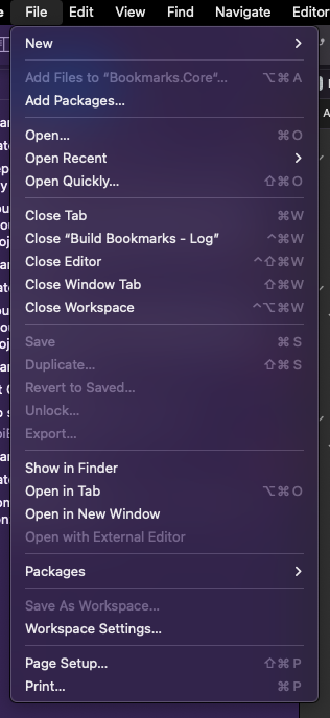 File Edit View Find Navigate Editor
New
Add Files to “Bookmarks.Core“... ⌥⌘A
Add Packages...
Open... ⌘O
Open Recent
Open Quickly... ⇧⌘O
Close Tab ⌘W
Close “Build Bookmarks - Log” ^⌘W
Close Editor ^⇧⌘W
Close Window Tab ⇧⌘W
Close Workspace ^⌥⌘W
Save ⌘S
Duplicate... ⇧⌘S
Revert to Saved...
Unlock...
Export...
Show in Finder
Open in Tab ⌥⌘O
Open in New Window
Open with External Editor
Packages
Save As Workspace...
Workspace Settings...
Page Setup... ⇧⌘P
Print... ⌘P